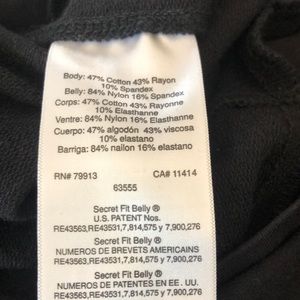 Body: 47% Cotton 43% Rayon
10% Spandex
Belly: 84% Nylon 16% Spandex
Corps: 47% Cotton 43% Rayonne
10% Elasthanne
Ventre: 84% Nylon 16% Elasthanne
Cuerpo: 47% algodón 43% viscosa
10% elastano
Barriga: 84% nailon 16% elastano
RN# 79913 CA# 11414
63555
Secret Fit Belly ®
U.S. PATENT Nos.
RE43563,RE43531,7,814,575 y 7,900,276
Secret Fit Belly ®
NUMEROS DE BREVETS AMERICAINS
RE43563,RE43531,7,814,575 y 7,900,276
Secret Fit Belly ®
NUMEROS DE PATENTES EN EE . UU.
RE43563,RE43531,7,814,575 y 7,900,276